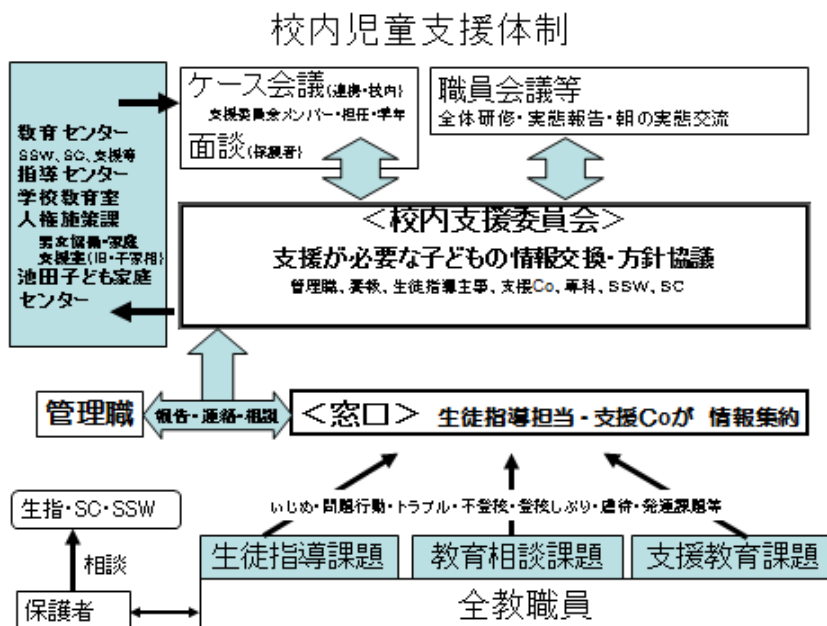 校内児童支援体制
ケース会議(連携・校内)
支援委員会メンバー・担任・学年
面談(保護者)
職員会議等
全体研修・実態報告・朝の実態交流
教育センター
SSW、SC、支援等
指導センター
学校教育室
人権施策課
男女協働・家庭
支援室(旧・子家相)
池田子ども家庭
センター
<校内支援委員会>
支援が必要な子どもの情報交換・方針協議
管理職、養教、生徒指導主事、支援Co、専科、SSW、SC
管理職
報告・連絡・相談
<窓口> 生徒指導担当・支援Coが 情報集約
いじめ・問題行動・トラブル・不登校・登校しぶり・虐待・発達課題等
生指・SC・SSW
相談
保護者
生徒指導課題
教育相談課題
支援教育課題
全教職員